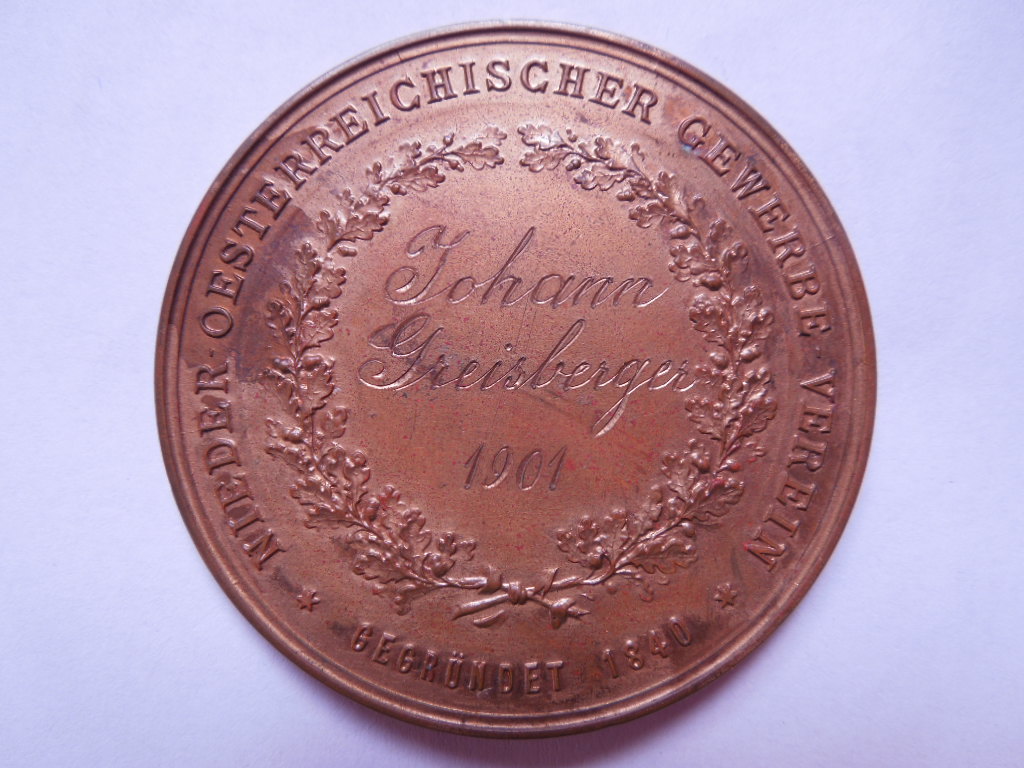 NIEDER-OESTERREICHISCHER GEWERBE-VEREIN
Johann
Greisberger
1901
* GEGRÜNDET 1840 *